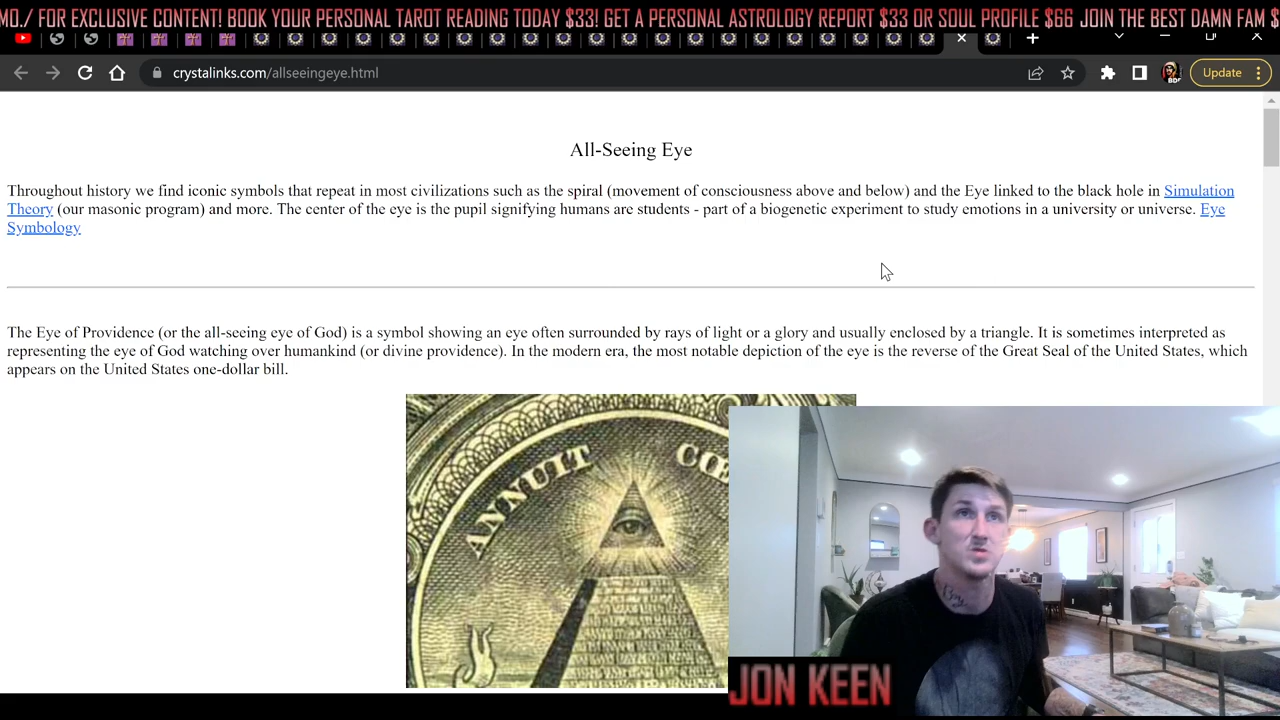 MO./ FOR EXCLUSIVE CONTENT! BOOK YOUR PERSONAL TAROT READING TODAY $33! GET A PERSONAL ASTROLOGY REPORT $33 OR SOUL PROFILE $66 JOIN THE BEST DAMN FAM $
crystalinks.com/allseeingeye.html
Update
All-Seeing Eye
Throughout history we find iconic symbols that repeat in most civilizations such as the spiral (movement of consciousness above and below) and the Eye linked to the black hole in Simulation
Theory (our masonic program) and more. The center of the eye is the pupil signifying humans are students - part of a biogenetic experiment to study emotions in a university or universe. Eye
Symbology
The Eye of Providence (or the all-seeing eye of God) is a symbol showing an eye often surrounded by rays of light or a glory and usually enclosed by a triangle. It is sometimes interpreted as
representing the eye of God watching over humankind (or divine providence). In the modern era, the most notable depiction of the eye is the reverse of the Great Seal of the United States, which
appears on the United States one-dollar bill.
ANNUIT CŒ
JON KEEN